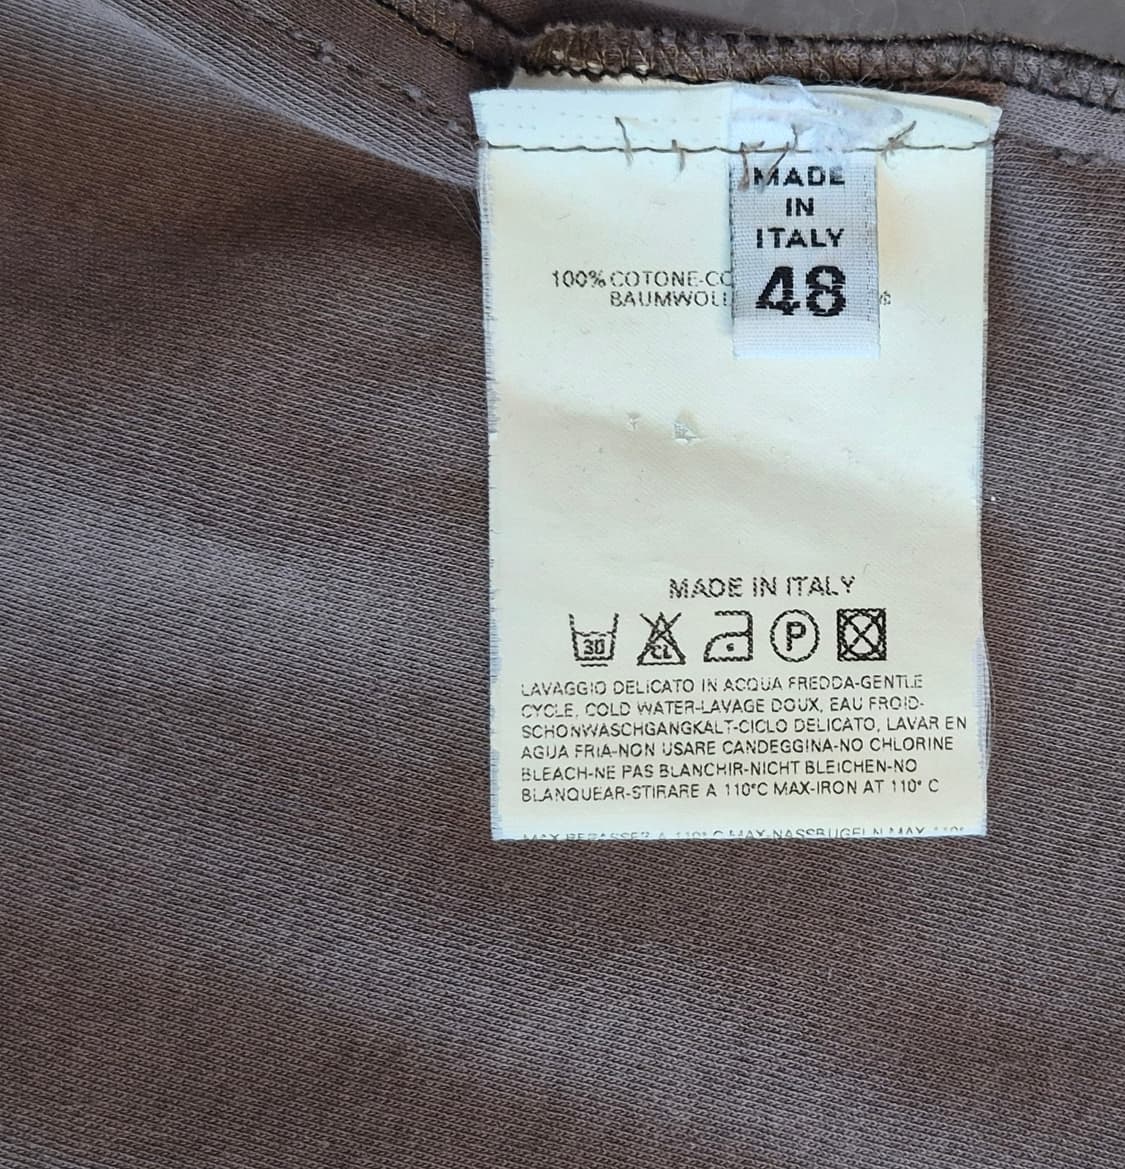 MADE
IN
ITALY
48
100% COTONE-CO
BAUMWOLL
MADE IN ITALY
30 CL P
LAVAGGIO DELICATO IN ACQUA FREDDA-GENTLE
CYCLE, COLD WATER-LAVAGE DOUX, EAU FROID-
SCHONWASCHGANGKALT-CICLO DELICATO, LAVAR EN
AGUA FRIA-NON USARE CANDEGGINA-NO CHLORINE
BLEACH-NE PAS BLANCHIR-NICHT BLEICHEN-NO
BLANQUEAR-STIRARE A 110°C MAX-IRON AT 110° C